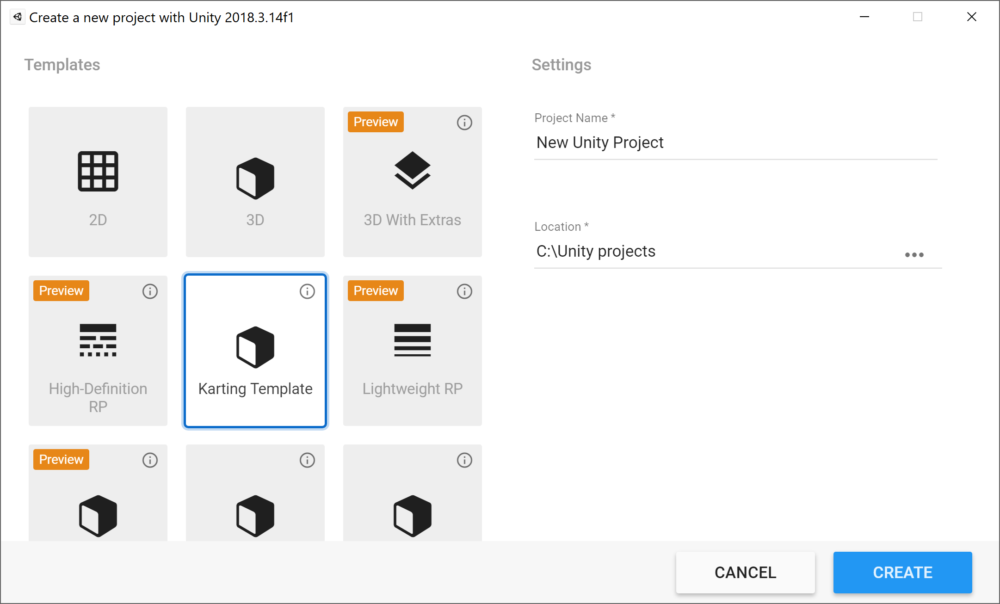 Create a new project with Unity 2018.3.14f1
Templates
2D
3D
Preview
3D With Extras
Preview
High-Definition
RP
Karting Template
Preview
Lightweight RP
Preview
Settings
Project Name *
New Unity Project
Location *
C:\Unity projects
CANCEL
CREATE